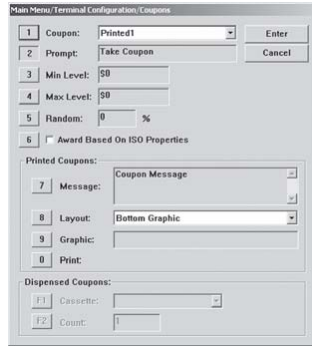 Main Menu/Terminal Configuration/Coupons
1 Coupon: Printed1 Enter
2 Prompt: Take Coupon Cancel
3 Min Level: $0
4 Max Level: $0
5 Random: 0 %
6 Award Based On ISO Properties
Printed Coupons:
7 Message: Coupon Message
8 Layout: Bottom Graphic
9 Graphic:
0 Print:
Dispensed Coupons:
F1 Cassette:
F2 Count: 1